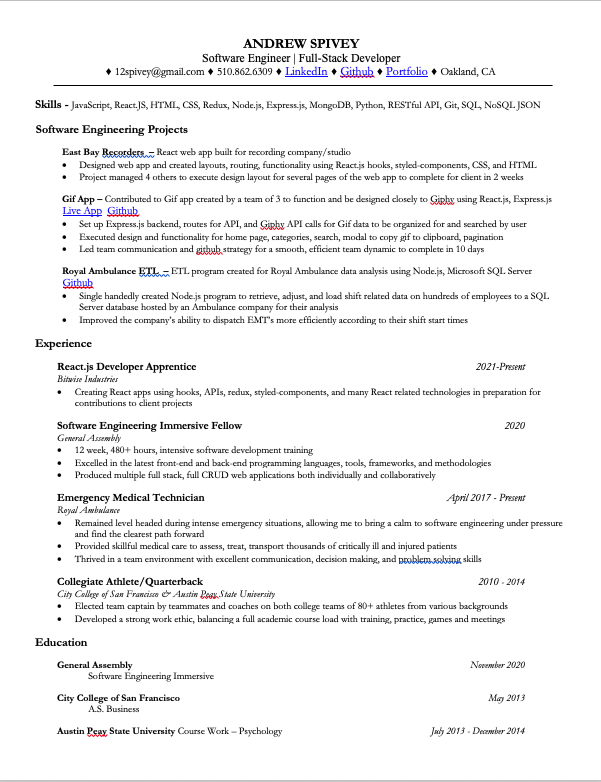 ANDREW SPIVEY
Software Engineer | Full-Stack Developer
♦ 12spivey@gmail.com ♦ 510.862.6309 ♦ LinkedIn ♦ Github ♦ Portfolio ♦ Oakland, CA
Skills - JavaScript, React.JS, HTML, CSS, Redux, Node.js, Express.js, MongoDB, Python, RESTful API, Git, SQL, NoSQL JSON
Software Engineering Projects
East Bay Recorders – React web app built for recording company/studio
• Designed web app and created layouts, routing, functionality using React.js hooks, styled-components, CSS, and HTML
• Project managed 4 others to execute design layout for several pages of the web app to complete for client in 2 weeks
Gif App – Contributed to Gif app created by a team of 3 to function and be designed closely to Giphy using React.js, Express.js
Live App Github
• Set up Express.js backend, routes for API, and Giphy API calls for Gif data to be organized for and searched by user
• Executed design and functionality for home page, categories, search, modal to copy gif to clipboard, pagination
• Led team communication and github strategy for a smooth, efficient team dynamic to complete in 10 days
Royal Ambulance ETL – ETL program created for Royal Ambulance data analysis using Node.js, Microsoft SQL Server
Github
• Single handedly created Node.js program to retrieve, adjust, and load shift related data on hundreds of employees to a SQL
Server database hosted by an Ambulance company for their analysis
• Improved the company's ability to dispatch EMT's more efficiently according to their shift start times
Experience
React.js Developer Apprentice 2021-Present
Bitwise Industries
• Creating React apps using hooks, APIs, redux, styled-components, and many React related technologies in preparation for
contributions to client projects
Software Engineering Immersive Fellow 2020
General Assembly
• 12 week, 480+ hours, intensive software development training
• Excelled in the latest front-end and back-end programming languages, tools, frameworks, and methodologies
• Produced multiple full stack, full CRUD web applications both individually and collaboratively
Emergency Medical Technician April 2017 - Present
Royal Ambulance
• Remained level headed during intense emergency situations, allowing me to bring a calm to software engineering under pressure
and find the clearest path forward
• Provided skillful medical care to assess, treat, transport thousands of critically ill and injured patients
• Thrived in a team environment with excellent communication, decision making, and problem solving skills
Collegiate Athlete/Quarterback 2010 - 2014
City College of San Francisco & Austin Peay State University
• Elected team captain by teammates and coaches on both college teams of 80+ athletes from various backgrounds
• Developed a strong work ethic, balancing a full academic course load with training, practice, games and meetings
Education
General Assembly November 2020
Software Engineering Immersive
City College of San Francisco May 2013
A.S. Business
Austin Peay State University Course Work – Psychology July 2013 - December 2014